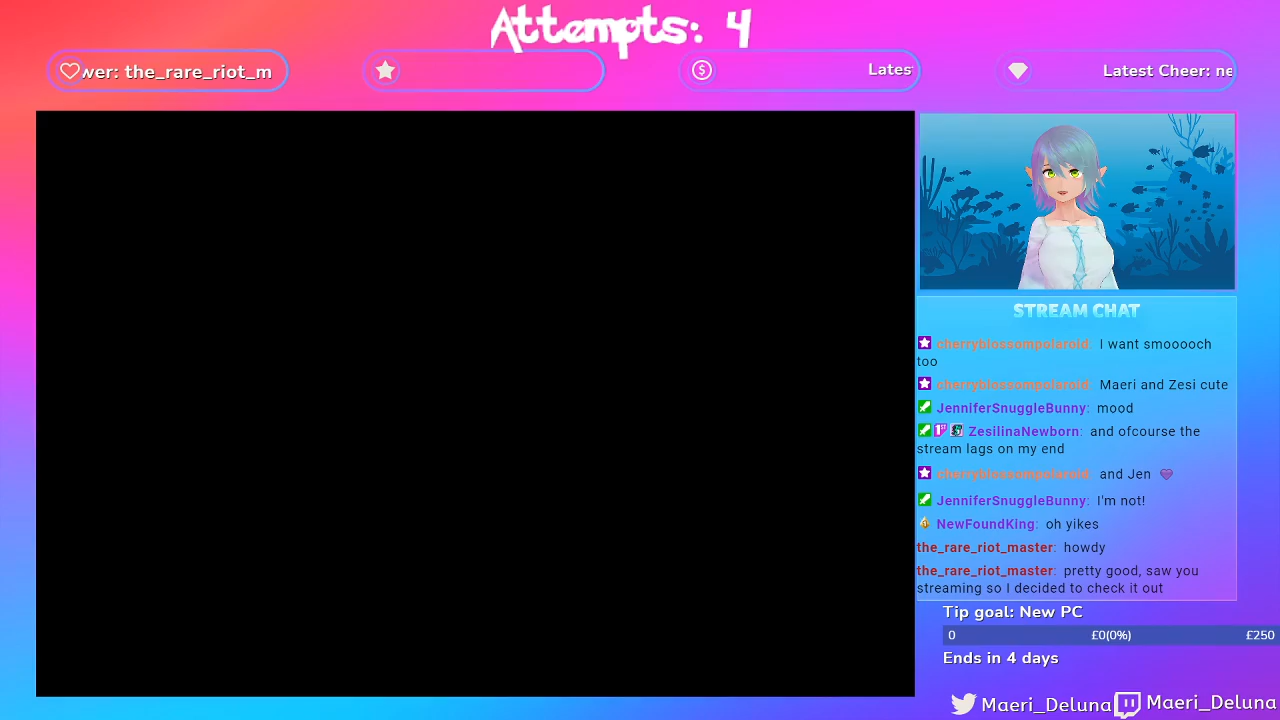 Attempts: 4
wer: the_rare_riot_m
Lates
Latest Cheer: ne
STREAM CHAT
cherryblossompolaroid: I want smooooch
too
cherryblossompolaroid: Maeri and Zesi cute
JenniferSnuggleBunny: mood
ZesilinaNewborn: and ofcourse the
stream lags on my end
cherryblossompolaroid: and Jen
JenniferSnuggleBunny: I'm not!
NewFoundKing: oh yikes
the_rare_riot_master: howdy
the_rare_riot_master: pretty good, saw you
streaming so I decided to check it out
Tip goal: New PC
0 £0(0%) £250
Ends in 4 days
Maeri_Deluna Maeri_Deluna